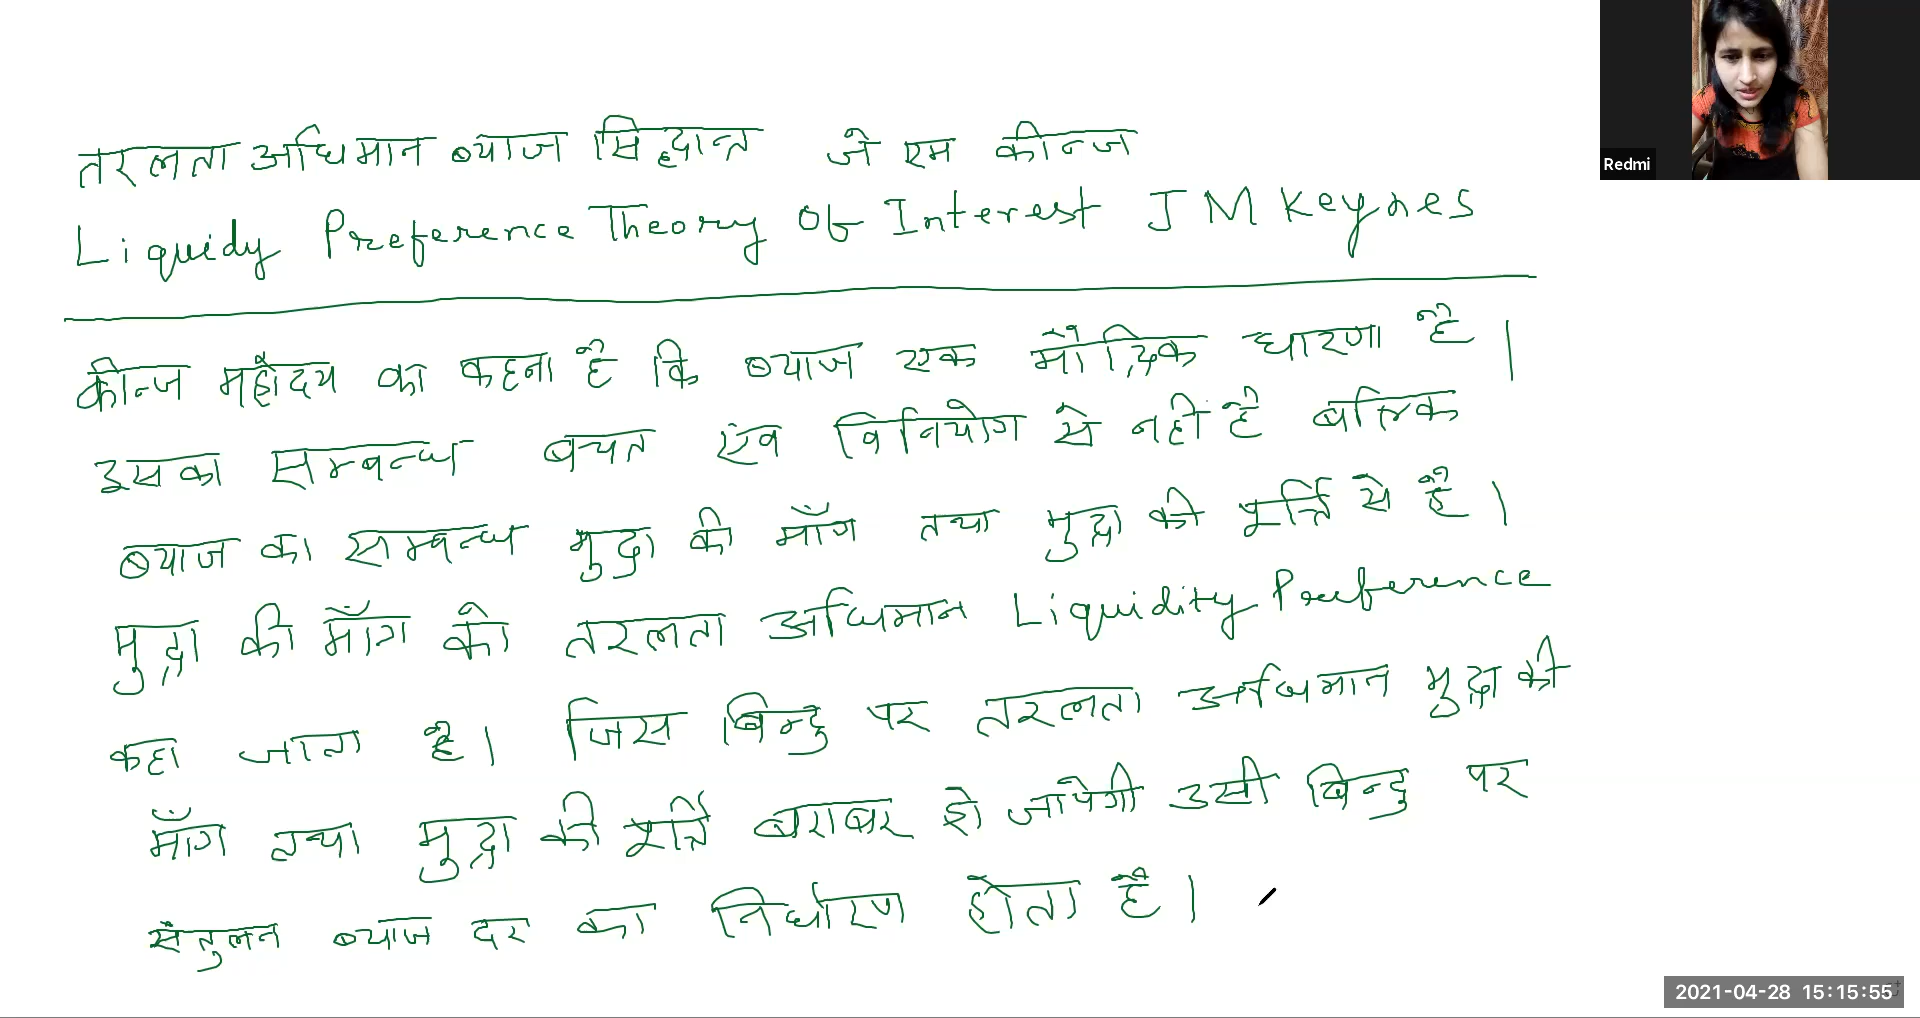 तरलता अधिमान ब्याज सिद्धान्त जे एम कीन्ज
Liquidy Preference Theory Of Interest J M Keynes
कीन्ज महोदय का कहना है कि ब्याज एक मौद्रिक धारणा है।
उसका सम्बन्ध बचत एंव विनियोग से नही है बल्कि
ब्याज का सम्बन्ध मुद्रा की माँग तथा मुद्रा की पूर्त्ति से है।
मुद्रा की माँग को तरलता अधिमान Liquidity Preference
कहा जाता है। जिस बिन्दु पर तरलता अधिमान मुद्रा की
माँग तथा मुद्रा की पूर्त्ति बराबर हो जायेगी उसी बिन्दु पर
संतुलन ब्याज दर का निर्धारण होता है।
Redmi
2021-04-28 15:15:55